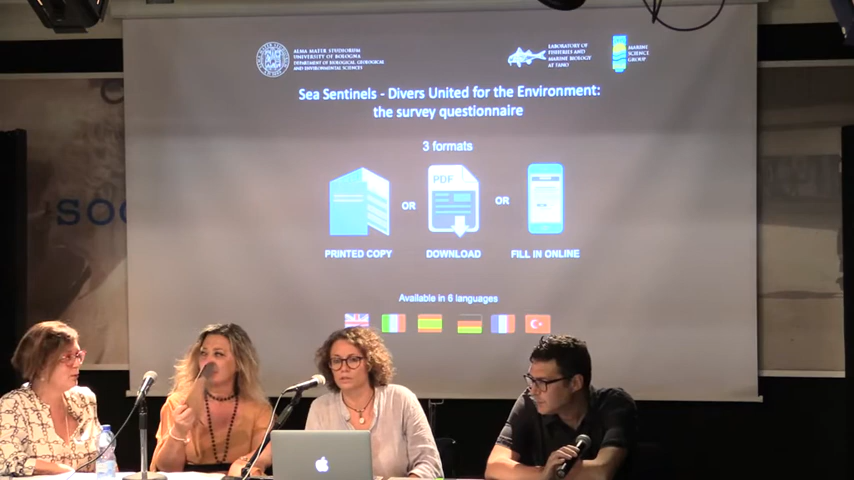 ALMA MATER STUDIORUM
UNIVERSITY OF BOLOGNA
DEPARTMENT OF BIOLOGICAL, GEOLOGICAL
AND ENVIRONMENTAL SCIENCES
LABORATORY OF
FISHERIES AND
MARINE BIOLOGY
AT FANO
MARINE
SCIENCE
GROUP
Sea Sentinels - Divers United for the Environment:
the survey questionnaire
3 formats
PDF
OR
OR
PRINTED COPY
DOWNLOAD
FILL IN ONLINE
Available in 6 languages